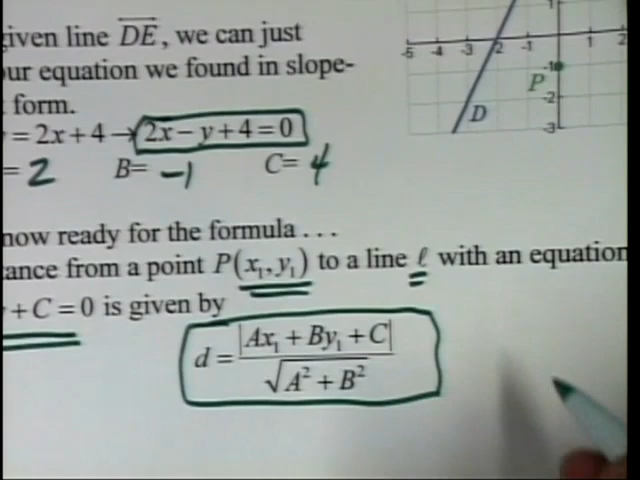 given line DE, we can just
our equation we found in slope-
form.
= 2x + 4 → 2x − y + 4 = 0
= 2 B= -1 C= 4
now ready for the formula . . .
ance from a point P(x₁, y₁) to a line ℓ with an equation
+ C = 0 is given by
d = |Ax₁ + By₁ + C| / √A² + B²
1
-5 -4 -3 -2 -1 1 2
-1
P
-2
D
-3